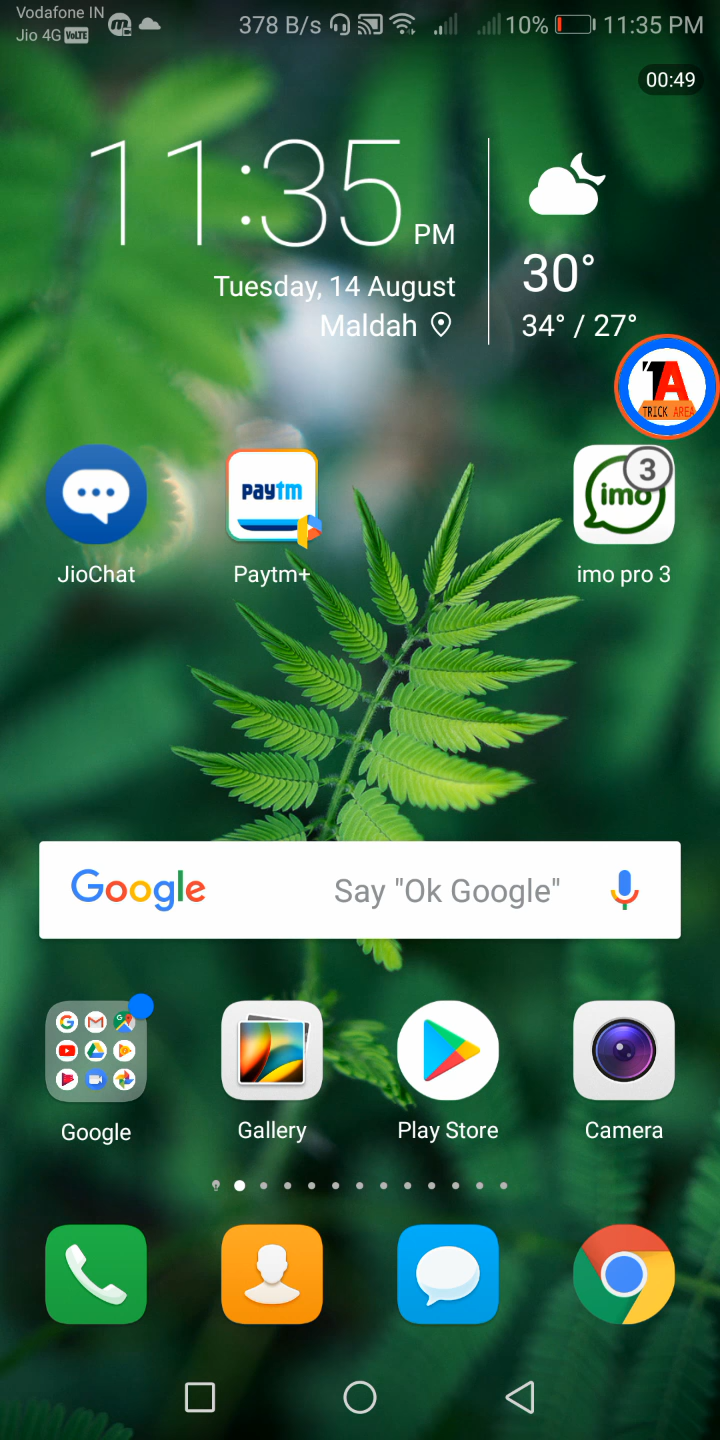 Vodafone IN
Jio 4G VoLTE
378 B/s 10% 11:35 PM
00:49
11:35 PM
Tuesday, 14 August
Maldah
30°
34° / 27°
TA
TRICK AREA
paytm
imo
3
JioChat
Paytm+
imo pro 3
Google
Say "Ok Google"
Google
Gallery
Play Store
Camera